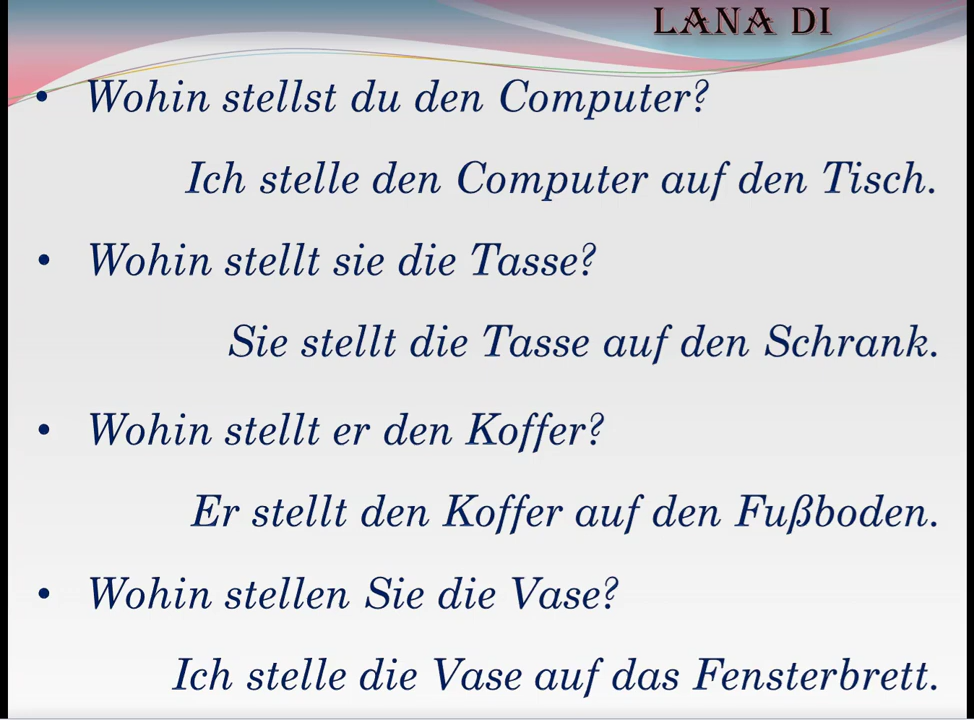 LANA DI
• Wohin stellst du den Computer?
Ich stelle den Computer auf den Tisch.
• Wohin stellt sie die Tasse?
Sie stellt die Tasse auf den Schrank.
• Wohin stellt er den Koffer?
Er stellt den Koffer auf den Fußboden.
• Wohin stellen Sie die Vase?
Ich stelle die Vase auf das Fensterbrett.